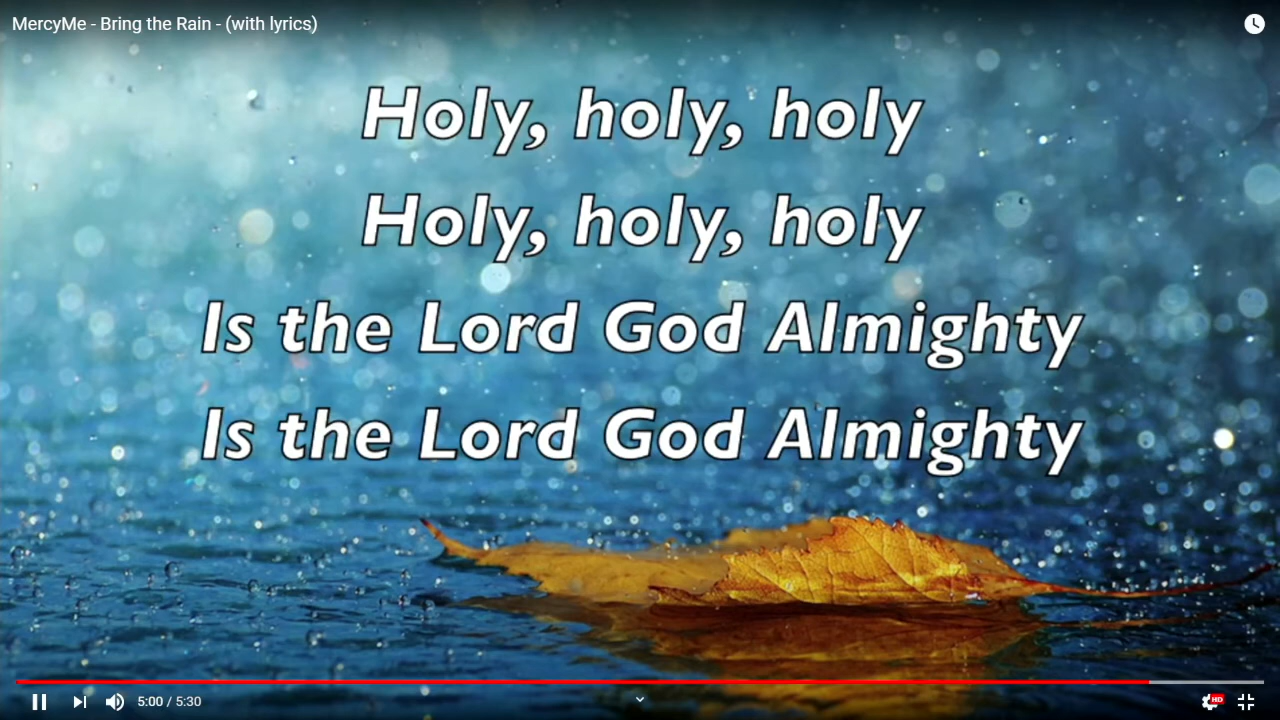 MercyMe - Bring the Rain - (with lyrics)
Holy, holy, holy
Holy, holy, holy
Is the Lord God Almighty
Is the Lord God Almighty
5:00 / 5:30
HD